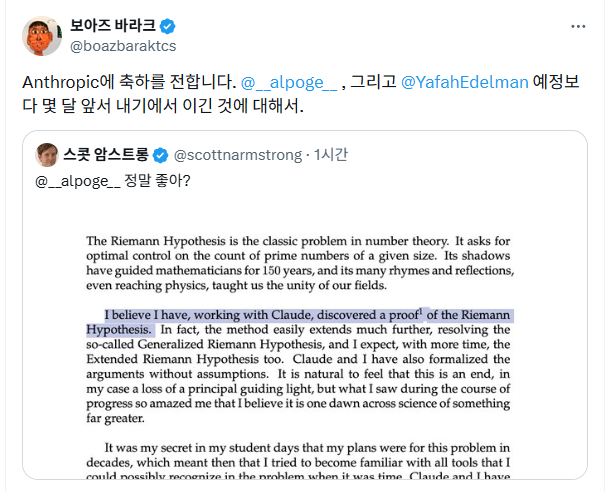 보아즈 바라크
@boazbaraktcs
Anthropic에 축하를 전합니다. @__alpoge__ , 그리고 @YafahEdelman 예정보
다 몇 달 앞서 내기에서 이긴 것에 대해서.
스콧 암스트롱 @scottnarmstrong · 1시간
@__alpoge__ 정말 좋아?
The Riemann Hypothesis is the classic problem in number theory. It asks for
optimal control on the count of prime numbers of a given size. Its shadows
have guided mathematicians for 150 years, and its many rhymes and reflections,
even reaching physics, taught us the unity of our fields.
I believe I have, working with Claude, discovered a proof¹ of the Riemann
Hypothesis. In fact, the method easily extends much further, resolving the
so-called Generalized Riemann Hypothesis, and I expect, with more time, the
Extended Riemann Hypothesis too. Claude and I have also formalized the
arguments without assumptions. It is natural to feel that this is an end, in
my case a loss of a principal guiding light, but what I saw during the course of
progress so amazed me that I believe it is one dawn across science of something
far greater.
It was my secret in my student days that my plans were for this problem in
decades, which meant then that I tried to become familiar with all tools that I
could possibly recognize in the problem when it was time. Claude and I have